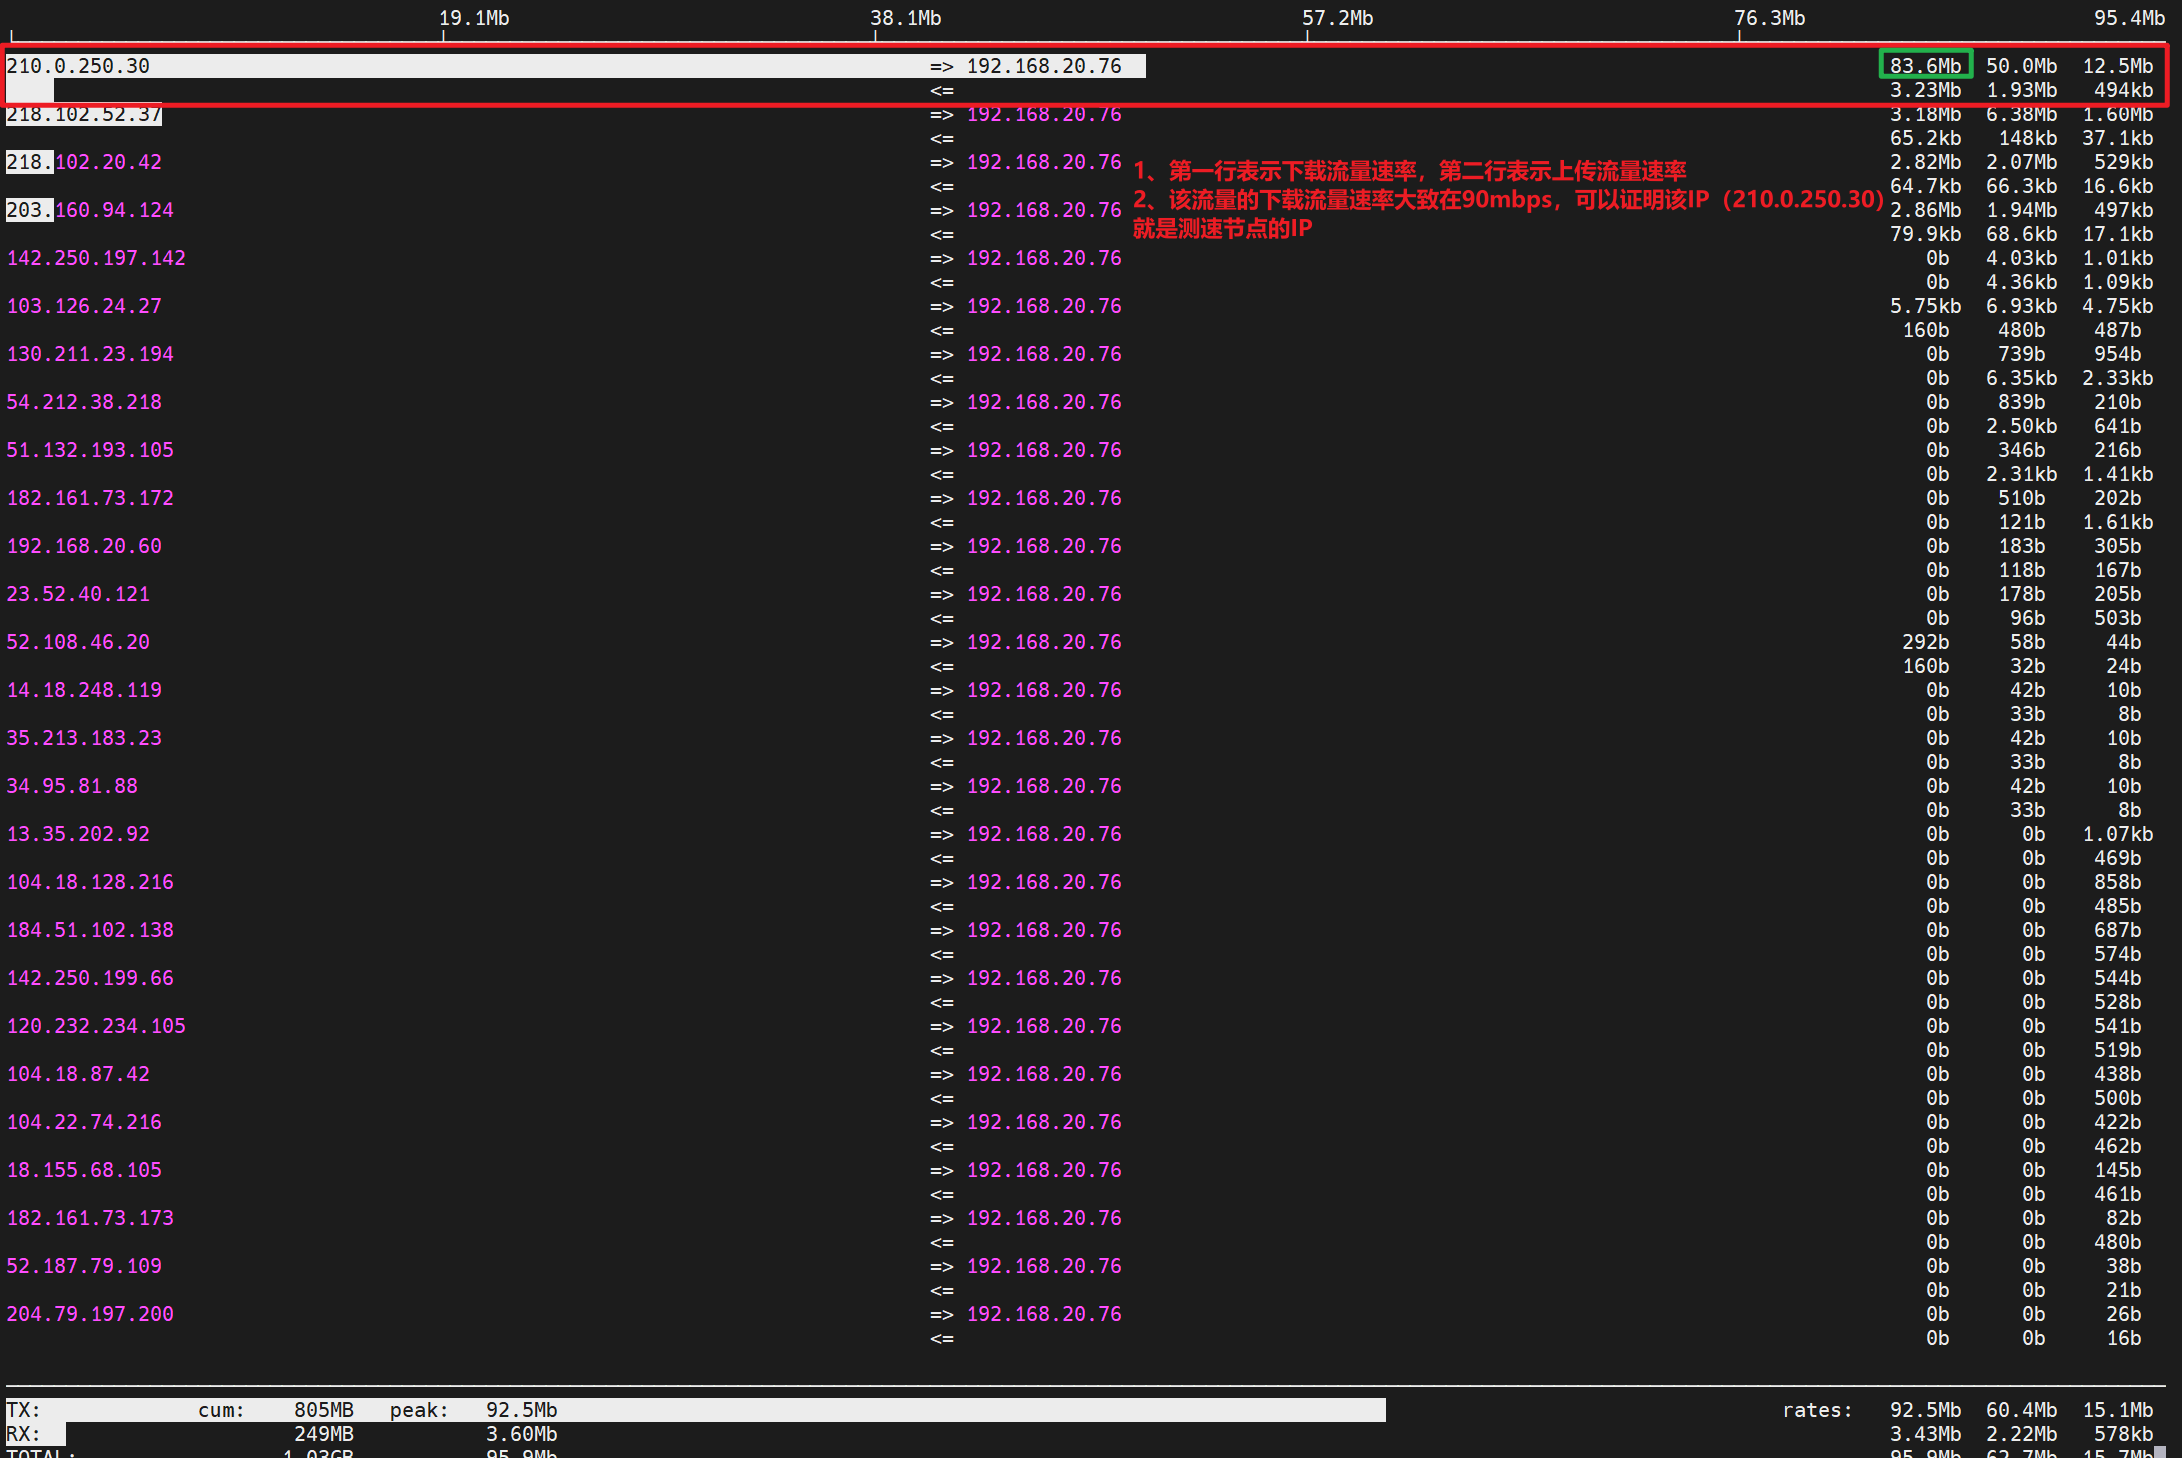 19.1Mb 38.1Mb 57.2Mb 76.3Mb 95.4Mb
210.0.250.30 => 192.168.20.76 83.6Mb 50.0Mb 12.5Mb
<= 3.23Mb 1.93Mb 494kb
218.102.52.37 => 192.168.20.76 3.18Mb 6.38Mb 1.60Mb
<= 65.2kb 148kb 37.1kb
218.102.20.42 => 192.168.20.76 2.82Mb 2.07Mb 529kb
<= 64.7kb 66.3kb 16.6kb
203.160.94.124 => 192.168.20.76 2.86Mb 1.94Mb 497kb
<= 79.9kb 68.6kb 17.1kb
1、第一行表示下载流量速率，第二行表示上传流量速率
2、该流量的下载流量速率大致在90mbps，可以证明该IP（210.0.250.30）
就是测速节点的IP
142.250.197.142 => 192.168.20.76 0b 4.03kb 1.01kb
<= 0b 4.36kb 1.09kb
103.126.24.27 => 192.168.20.76 5.75kb 6.93kb 4.75kb
<= 160b 480b 487b
130.211.23.194 => 192.168.20.76 0b 739b 954b
<= 0b 6.35kb 2.33kb
54.212.38.218 => 192.168.20.76 0b 839b 210b
<= 0b 2.50kb 641b
51.132.193.105 => 192.168.20.76 0b 346b 216b
<= 0b 2.31kb 1.41kb
182.161.73.172 => 192.168.20.76 0b 510b 202b
<= 0b 121b 1.61kb
192.168.20.60 => 192.168.20.76 0b 183b 305b
<= 0b 118b 167b
23.52.40.121 => 192.168.20.76 0b 178b 205b
<= 0b 96b 503b
52.108.46.20 => 192.168.20.76 292b 58b 44b
<= 160b 32b 24b
14.18.248.119 => 192.168.20.76 0b 42b 10b
<= 0b 33b 8b
35.213.183.23 => 192.168.20.76 0b 42b 10b
<= 0b 33b 8b
34.95.81.88 => 192.168.20.76 0b 42b 10b
<= 0b 33b 8b
13.35.202.92 => 192.168.20.76 0b 0b 1.07kb
<= 0b 0b 469b
104.18.128.216 => 192.168.20.76 0b 0b 858b
<= 0b 0b 485b
184.51.102.138 => 192.168.20.76 0b 0b 687b
<= 0b 0b 574b
142.250.199.66 => 192.168.20.76 0b 0b 544b
<= 0b 0b 528b
120.232.234.105 => 192.168.20.76 0b 0b 541b
<= 0b 0b 519b
104.18.87.42 => 192.168.20.76 0b 0b 438b
<= 0b 0b 500b
104.22.74.216 => 192.168.20.76 0b 0b 422b
<= 0b 0b 462b
18.155.68.105 => 192.168.20.76 0b 0b 145b
<= 0b 0b 461b
182.161.73.173 => 192.168.20.76 0b 0b 82b
<= 0b 0b 480b
52.187.79.109 => 192.168.20.76 0b 0b 38b
<= 0b 0b 21b
204.79.197.200 => 192.168.20.76 0b 0b 26b
<= 0b 0b 16b
TX: cum: 805MB peak: 92.5Mb rates: 92.5Mb 60.4Mb 15.1Mb
RX: 249MB 3.60Mb 3.43Mb 2.22Mb 578kb
TOTAL: 1.03GB 95.9Mb 95.9Mb 62.7Mb 15.7Mb